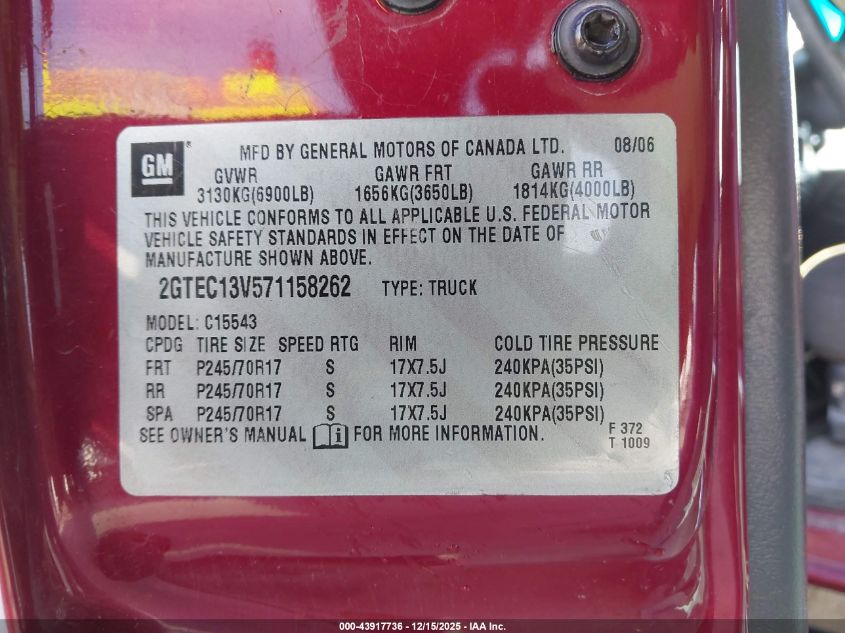 GM®
MFD BY GENERAL MOTORS OF CANADA LTD. 08/06
GVWR GAWR FRT GAWR RR
3130KG(6900LB) 1656KG(3650LB) 1814KG(4000LB)
THIS VEHICLE CONFORMS TO ALL APPLICABLE U.S. FEDERAL MOTOR
VEHICLE SAFETY STANDARDS IN EFFECT ON THE DATE OF
MANUFACTURE SHOWN ABOVE.
2GTEC13V571158262 TYPE: TRUCK
MODEL: C15543
CPDG TIRE SIZE SPEED RTG RIM COLD TIRE PRESSURE
FRT P245/70R17 S 17X7.5J 240KPA(35PSI)
RR P245/70R17 S 17X7.5J 240KPA(35PSI)
SPA P245/70R17 S 17X7.5J 240KPA(35PSI)
SEE OWNER'S MANUAL i FOR MORE INFORMATION.
F 372
T 1009
000-43917736 - 12/15/2025 - IAA Inc.